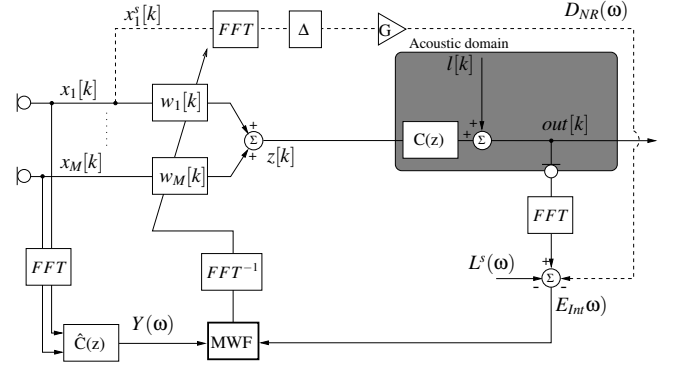 x₁ˢ[k]
FFT
Δ
G
D_NR(ω)
Acoustic domain
l[k]
x₁[k]
w₁[k]
+
+
Σ
z[k]
C(z)
+
+
Σ
out[k]
x_M[k]
w_M[k]
FFT
FFT
FFT⁻¹
Lˢ(ω)
+
Σ
-
-
E_Int ω)
Ĉ(z)
Y(ω)
MWF